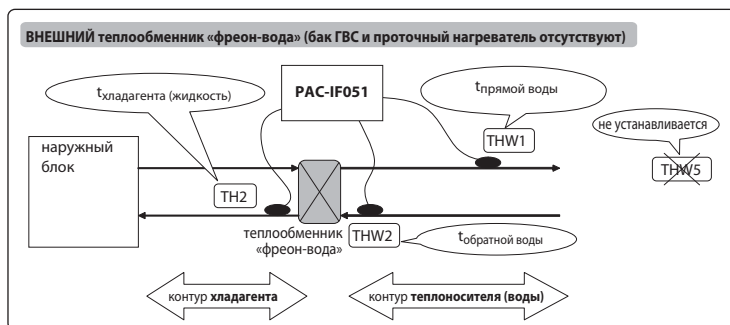 ВНЕШНИЙ теплообменник «фреон-вода» (бак ГВС и проточный нагреватель отсутствуют)
tхладагента (жидкость)
PAC-IF051
tпрямой воды
не устанавливается
наружный
блок
THW1
THW5
TH2
теплообменник
«фреон-вода»
THW2
tобратной воды
контур хладагента
контур теплоносителя (воды)